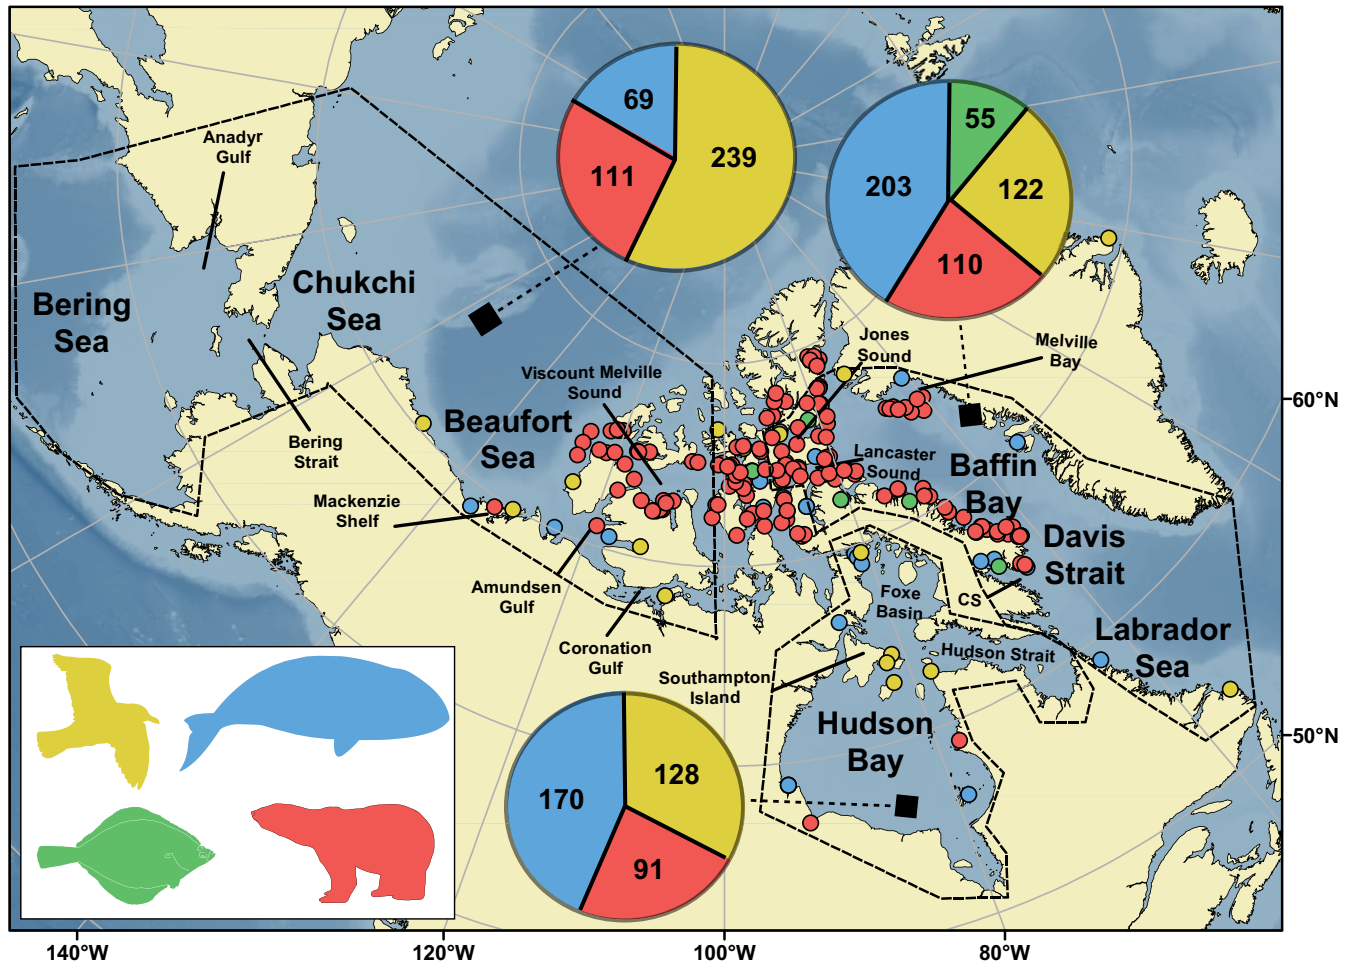 69
239
111
55
203
122
110
Anadyr
Gulf
Chukchi
Sea
Bering
Sea
Jones
Sound
Melville
Bay
Viscount Melville
Sound
60°N
Beaufort
Sea
Bering
Strait
Lancaster
Sound
Baffin
Bay
Mackenzie
Shelf
Davis
Strait
Amundsen
Gulf
Foxe
Basin
CS
Coronation
Gulf
Hudson Strait
Labrador
Sea
Southampton
Island
Hudson
Bay
50°N
170
128
91
140°W
120°W
100°W
80°W